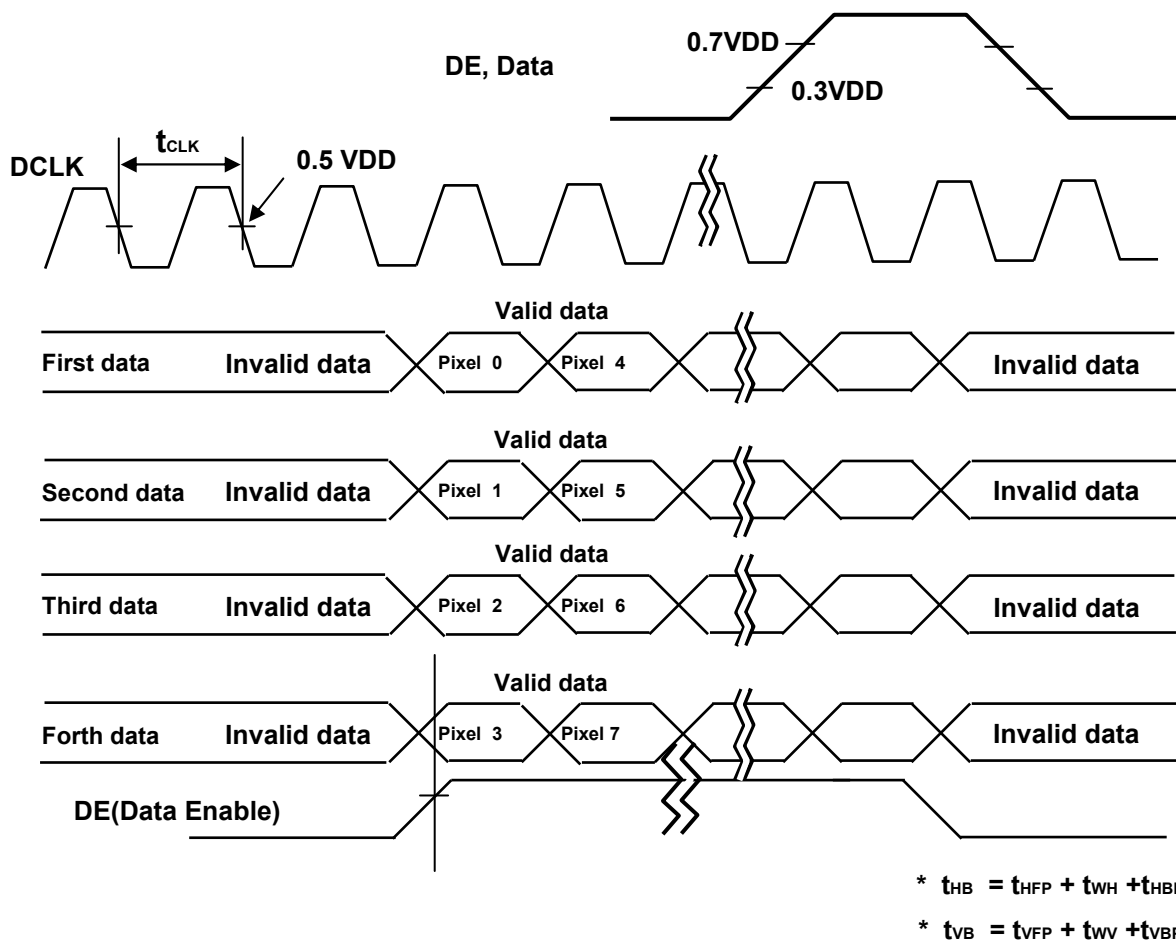 0.7VDD
DE, Data
0.3VDD
tCLK
0.5 VDD
DCLK
Valid data
First data Invalid data Pixel 0 Pixel 4 Invalid data
Valid data
Second data Invalid data Pixel 1 Pixel 5 Invalid data
Valid data
Third data Invalid data Pixel 2 Pixel 6 Invalid data
Valid data
Forth data Invalid data Pixel 3 Pixel 7 Invalid data
DE(Data Enable)
* tHB = tHFP + tWH +
* tVB = tVFP + tWV +